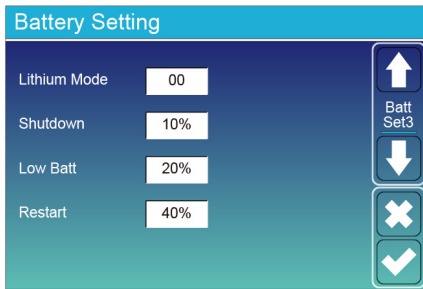 Battery Setting
Lithium Mode 00
Shutdown 10%
Low Batt 20%
Restart 40%
Batt
Set3